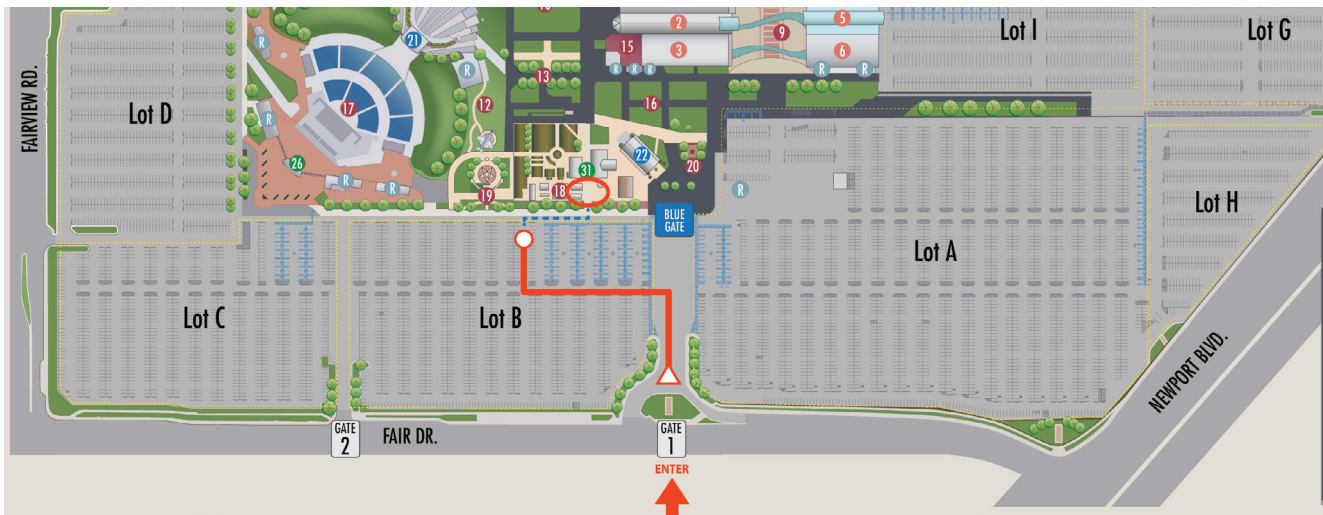 10
2
5
Lot I
Lot G
FAIRVIEW RD.
R
21
15
3
9
6
R
R
R
R
R
R
13
Lot D
17
12
16
R
22
26
31
20
R
R
R
18
19
Lot H
BLUE
GATE
Lot A
Lot C
Lot B
NEWPORT BLVD.
GATE
2
FAIR DR.
GATE
1
ENTER